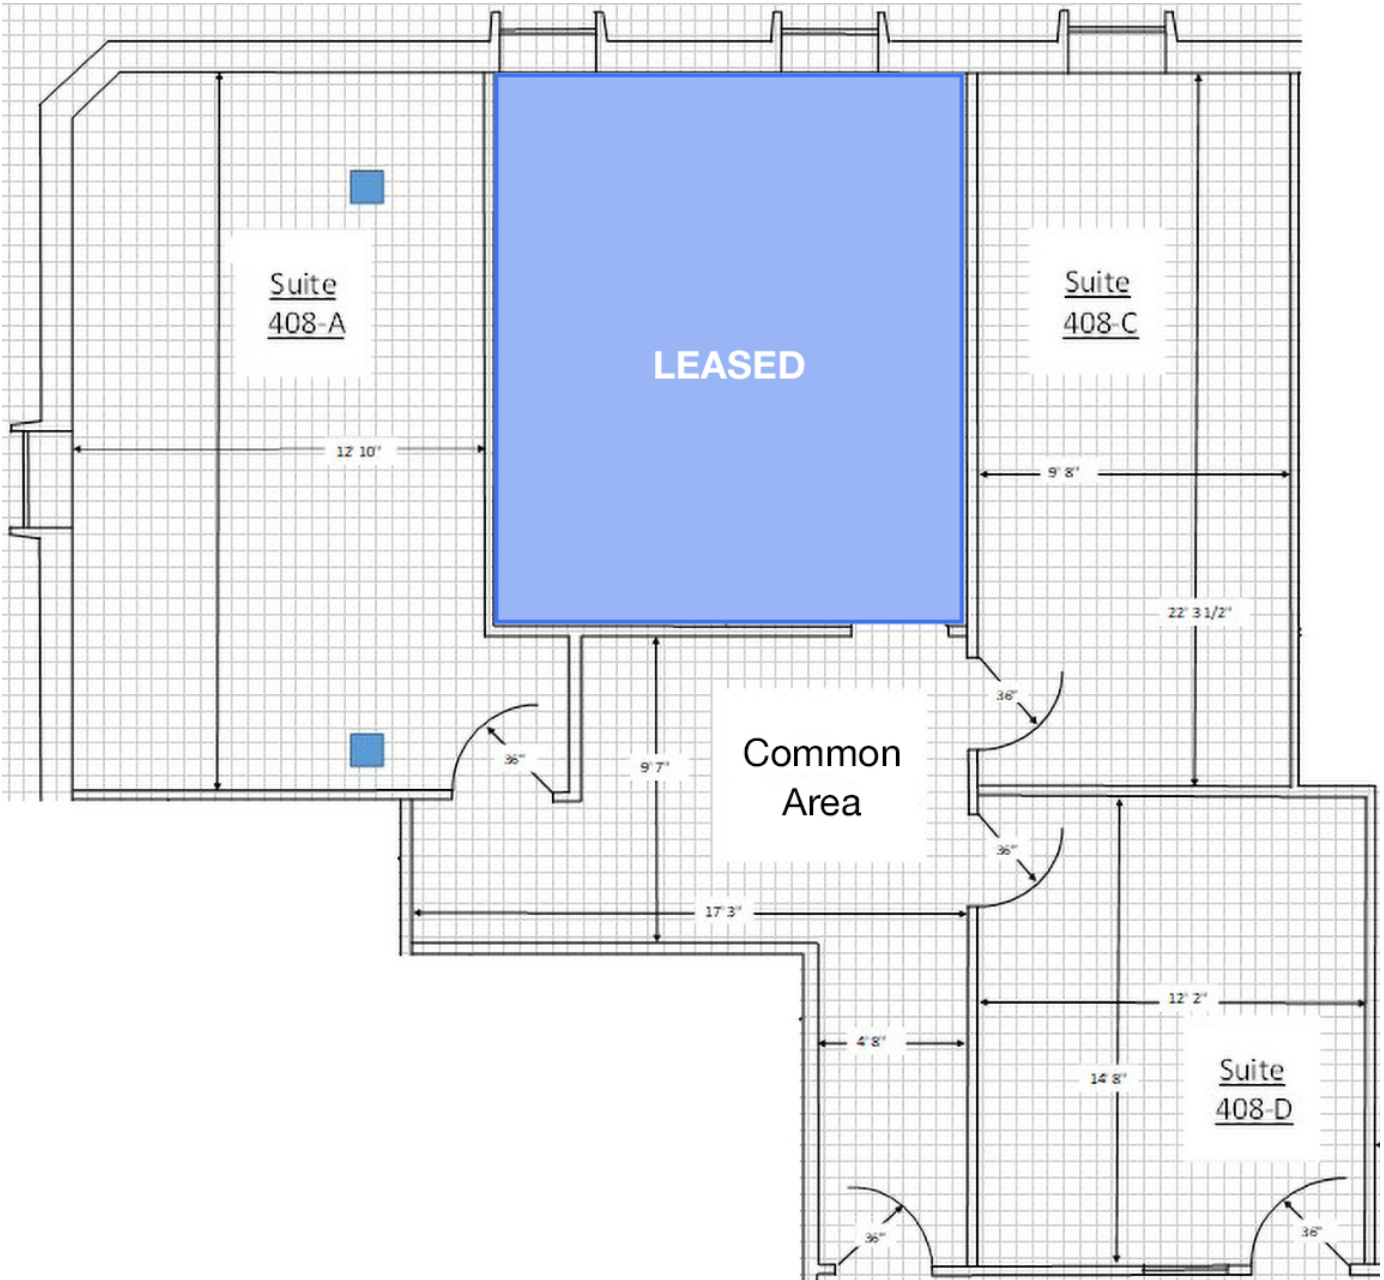 Suite
408-A
Suite
408-C
LEASED
12' 10"
9' 8"
22' 3 1/2"
36"
36"
9' 7"
Common
Area
36"
17' 3"
12' 2"
4' 8"
14' 8"
Suite
408-D
36"
36"